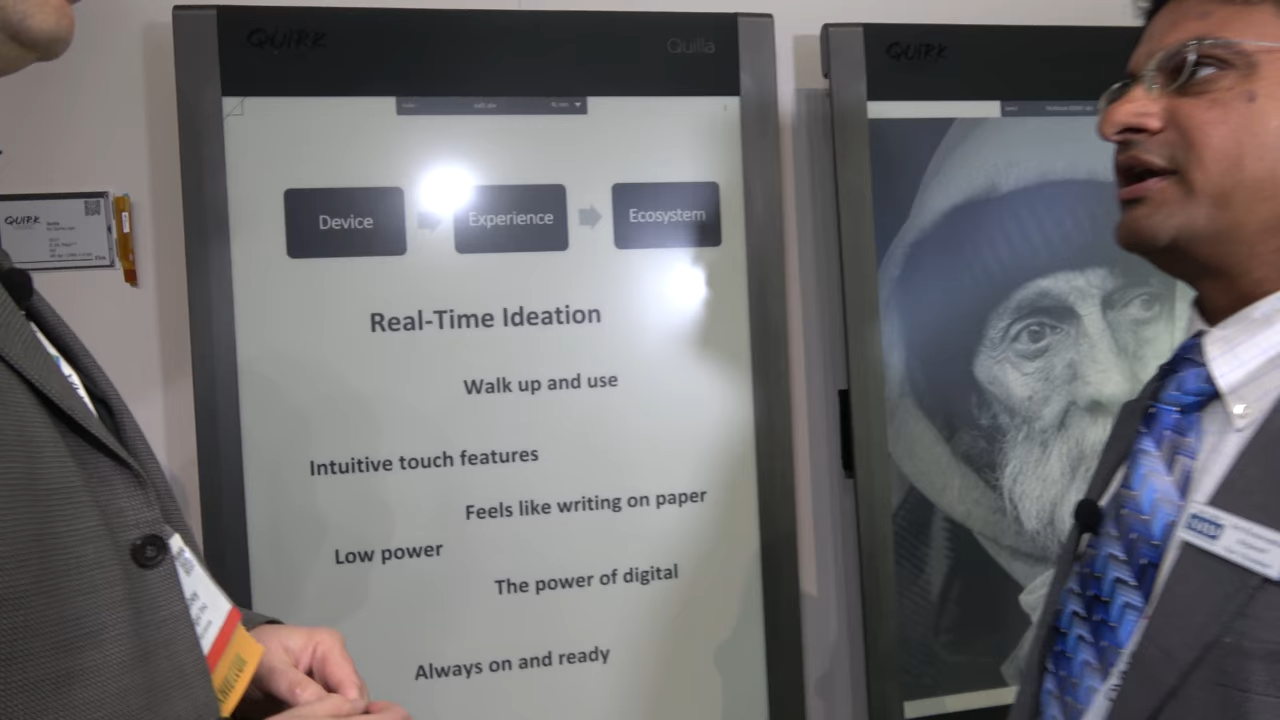 QUIRK
Quilla
QUIRK
QUIRK
Device
Experience
Ecosystem
Real-Time Ideation
Walk up and use
Intuitive touch features
Feels like writing on paper
Low power
The power of digital
Always on and ready